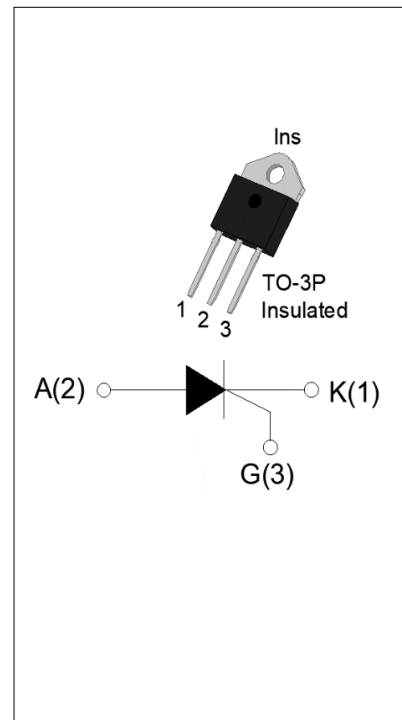 Ins
TO-3P
Insulated
1 2 3
A(2) K(1)
G(3)